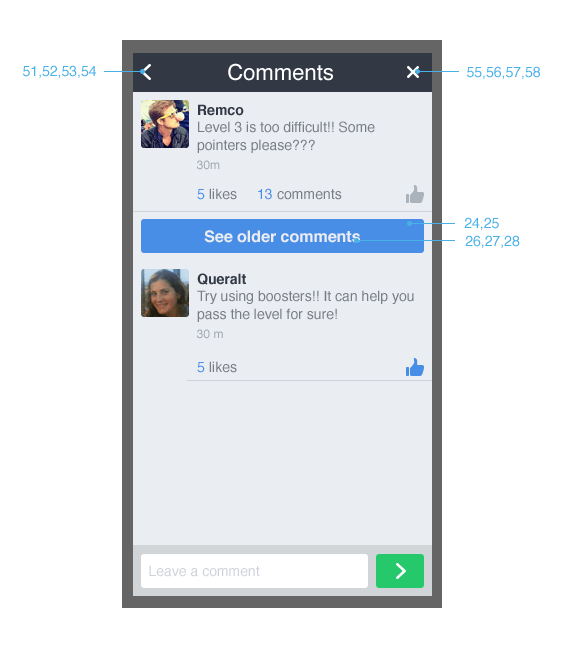 51,52,53,54
Comments
55,56,57,58
Remco
Level 3 is too difficult!! Some
pointers please???
30m
5 likes 13 comments
24,25
See older comments
26,27,28
Queralt
Try using boosters!! It can help you
pass the level for sure!
30 m
5 likes
Leave a comment